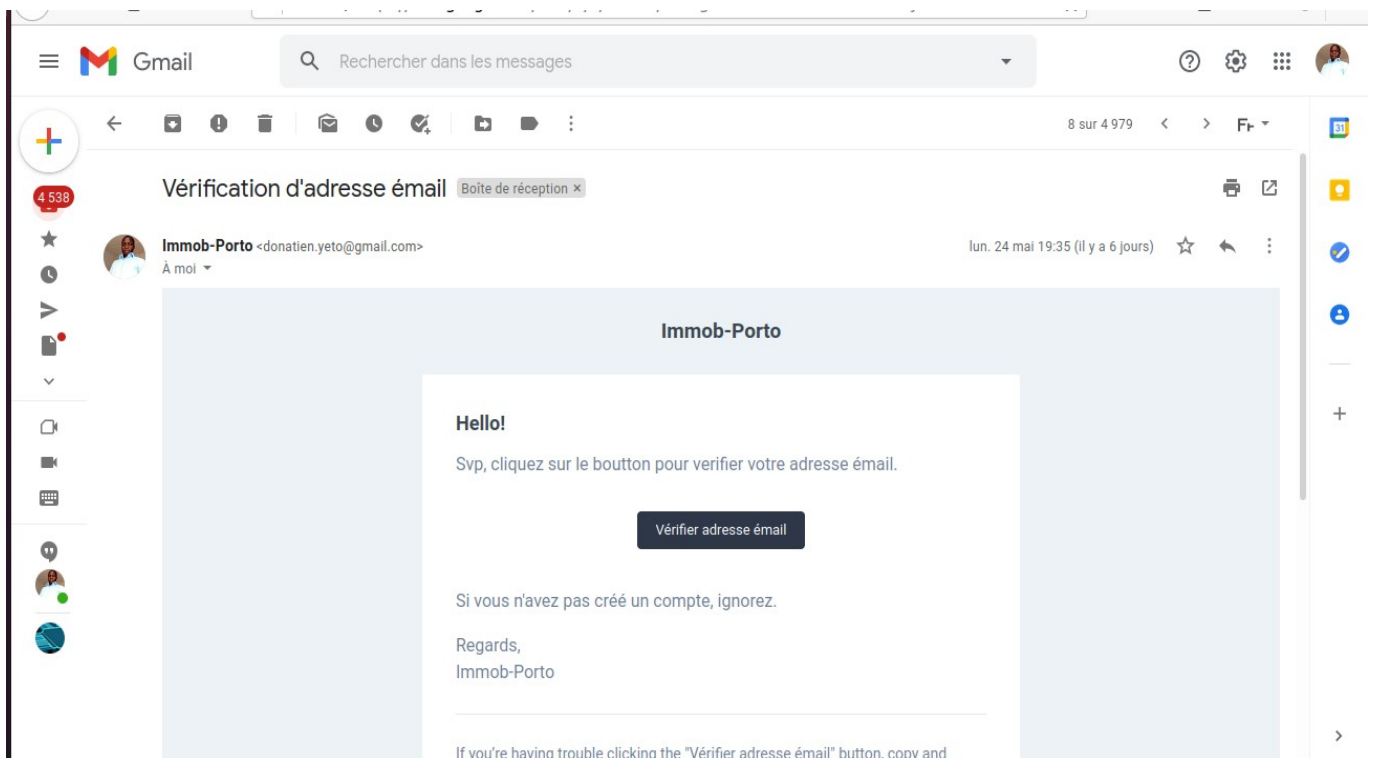 Gmail
Rechercher dans les messages
8 sur 4 979
31
4 538
Vérification d'adresse émail Boîte de réception ×
Immob-Porto <donatien.yeto@gmail.com> lun. 24 mai 19:35 (il y a 6 jours)
À moi
Immob-Porto
Hello!
Svp, cliquez sur le boutton pour verifier votre adresse émail.
Vérifier adresse émail
Si vous n'avez pas créé un compte, ignorez.
Regards,
Immob-Porto
If you're having trouble clicking the "Vérifier adresse émail" button, copy and